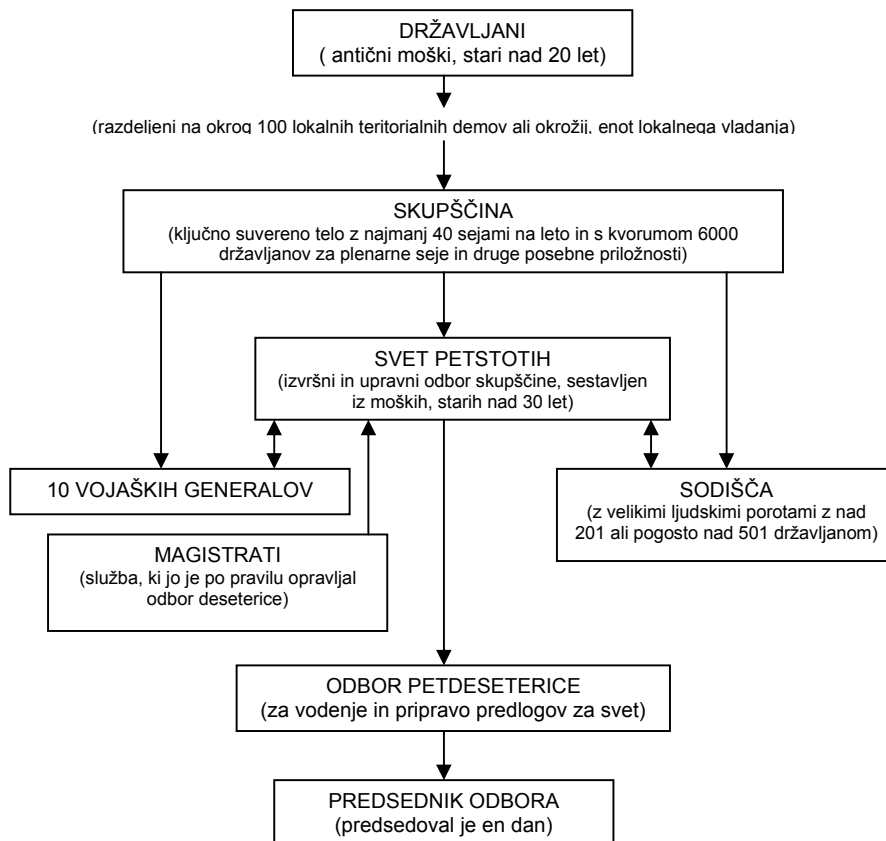 DRŽAVLJANI
( antični moški, stari nad 20 let)
(razdeljeni na okrog 100 lokalnih teritorialnih demov ali okrožij, enot lokalnega vladanja)
SKUPŠČINA
(ključno suvereno telo z najmanj 40 sejami na leto in s kvorumom 6000
državljanov za plenarne seje in druge posebne priložnosti)
SVET PETSTOTIH
(izvršni in upravni odbor skupščine, sestavljen
iz moških, starih nad 30 let)
10 VOJAŠKIH GENERALOV
SODIŠČA
(z velikimi ljudskimi porotami z nad
201 ali pogosto nad 501 državljanom)
MAGISTRATI
(služba, ki jo je po pravilu opravljal
odbor deseterice)
ODBOR PETDESETERICE
(za vodenje in pripravo predlogov za svet)
PREDSEDNIK ODBORA
(predsedoval je en dan)